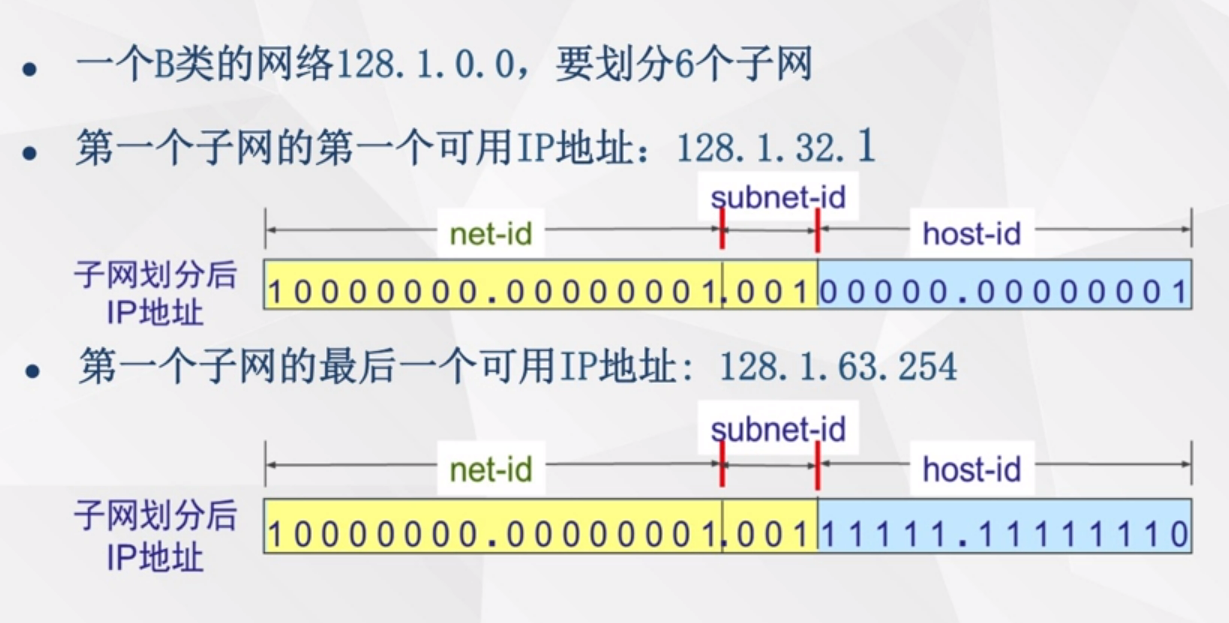 • 一个B类的网络128.1.0.0，要划分6个子网
• 第一个子网的第一个可用IP地址：128.1.32.1
subnet-id
net-id
host-id
子网划分后
IP地址
10000000.00000001.00100000.00000001
• 第一个子网的最后一个可用IP地址: 128.1.63.254
subnet-id
net-id
host-id
子网划分后
IP地址
10000000.00000001.00111111.11111110